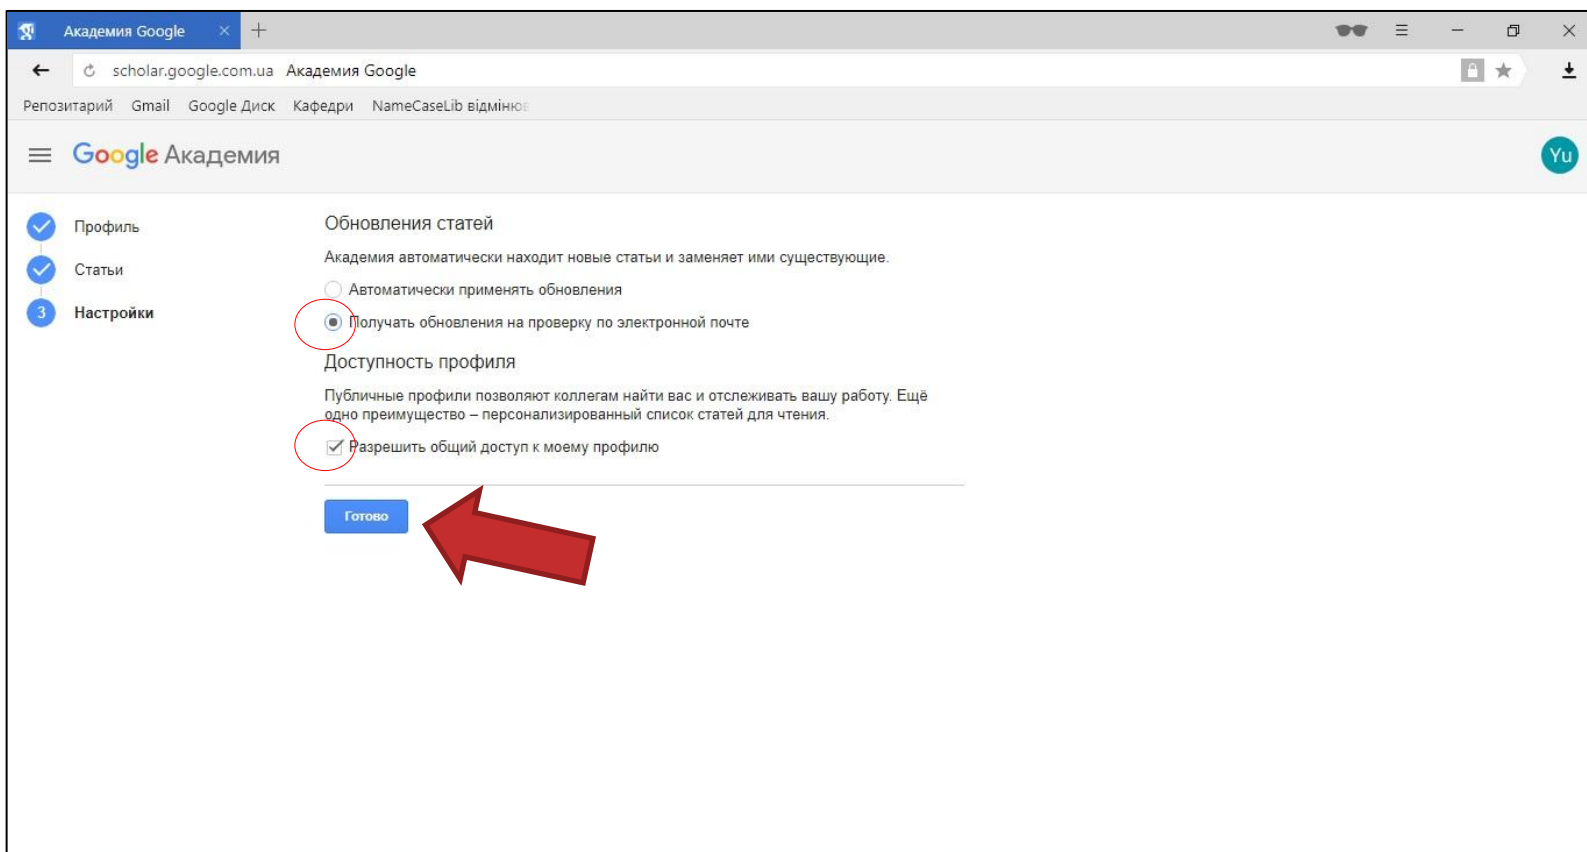 Академия Google
scholar.google.com.ua Академия Google
Репозитарий Gmail Google Диск Кафедри NameCaseLib
Google Академия
Yu
Профиль
Статьи
3 Настройки
Обновления статей
Академия автоматически находит новые статьи и заменяет ими существующие.
Автоматически применять обновления
Получать обновления на проверку по электронной почте
Доступность профиля
Публичные профили позволяют коллегам найти вас и отслеживать вашу работу. Ещё
одно преимущество – персонализированный список статей для чтения.
Разрешить общий доступ к моему профилю
Готово